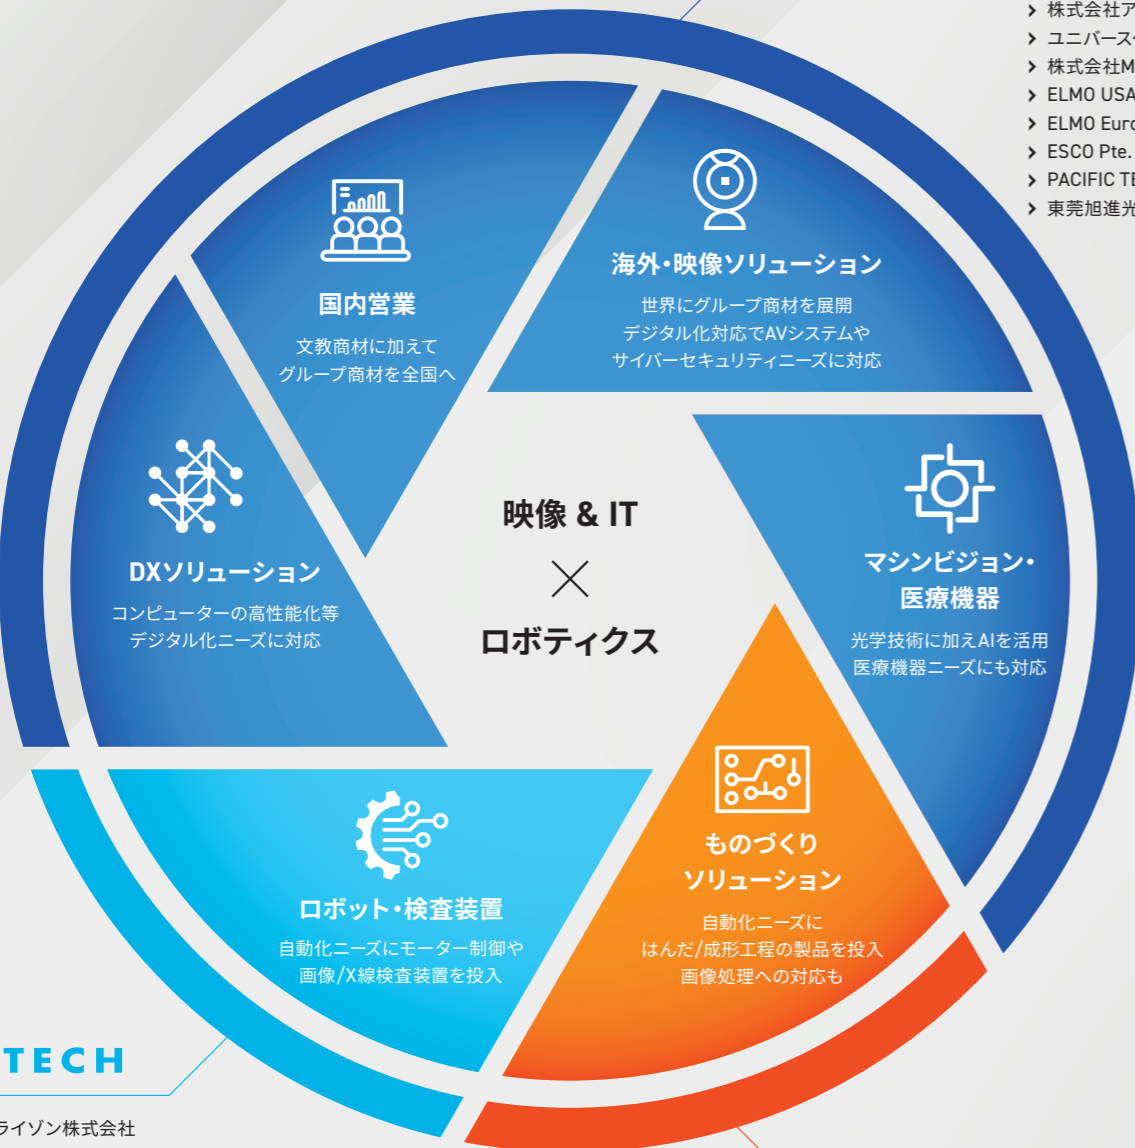 株式会社
ユニバース
株式会社M
ELMO USA
ELMO Euro
ESCO Pte.
PACIFIC TE
東莞旭進光
国内営業
文教商材に加えて
グループ商材を全国へ
海外・映像ソリューション
世界にグループ商材を展開
デジタル化対応でAVシステムや
サイバーセキュリティニーズに対応
DXソリューション
コンピューターの高性能化等
デジタル化ニーズに対応
映像 & IT
×
ロボティクス
マシンビジョン・
医療機器
光学技術に加えAIを活用
医療機器ニーズにも対応
ロボット・検査装置
自動化ニーズにモーター制御や
画像/X線検査装置を投入
ものづくり
ソリューション
自動化ニーズに
はんだ/成形工程の製品を投入
画像処理への対応も
TECH
ライゾン株式会社